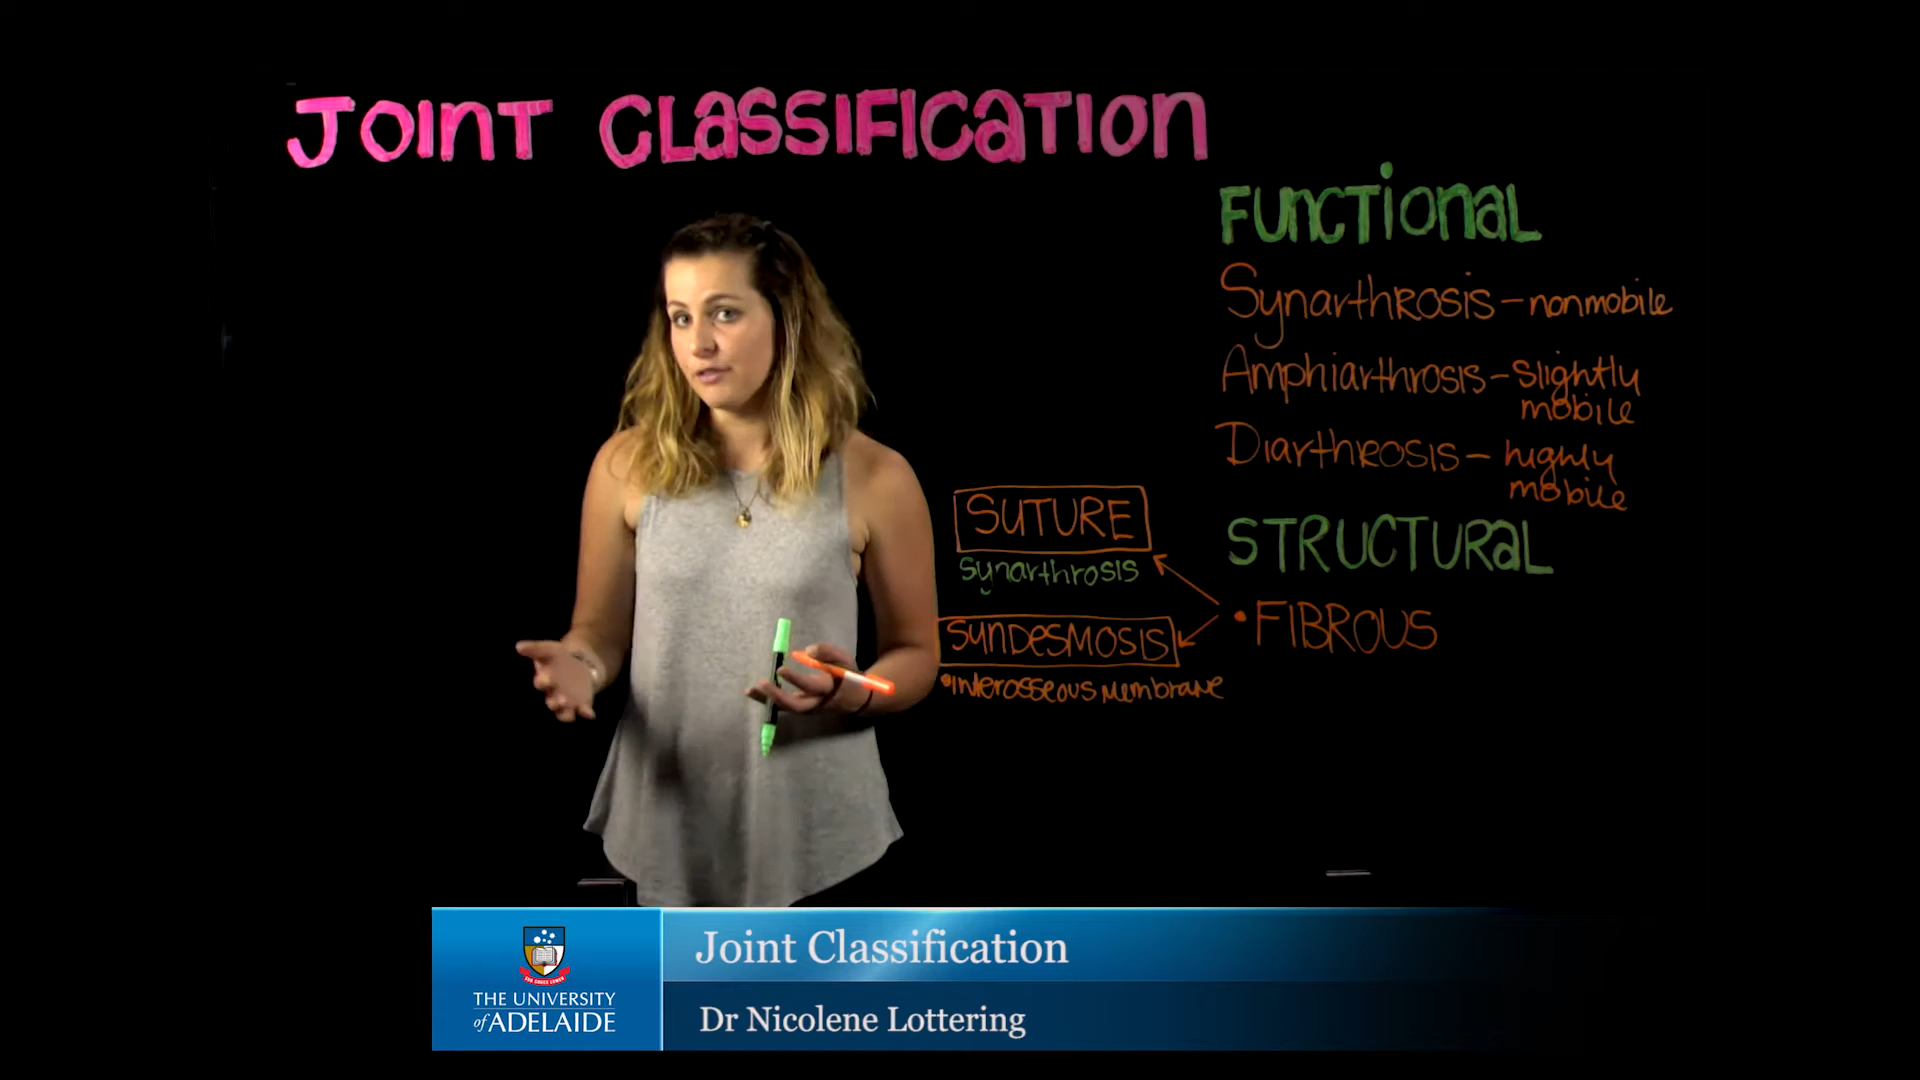 JOINT CLASSIFICATION
FUNCTIONAL
Synarthrosis - nonmobile
Amphiarthrosis - slightly
mobile
Diarthrosis - highly
mobile
SUTURE
synarthrosis
SYNDESMOSIS
•Interosseous Membrane
STRUCTURAL
•FIBROUS
THE UNIVERSITY
of ADELAIDE
Joint Classification
Dr Nicolene Lottering